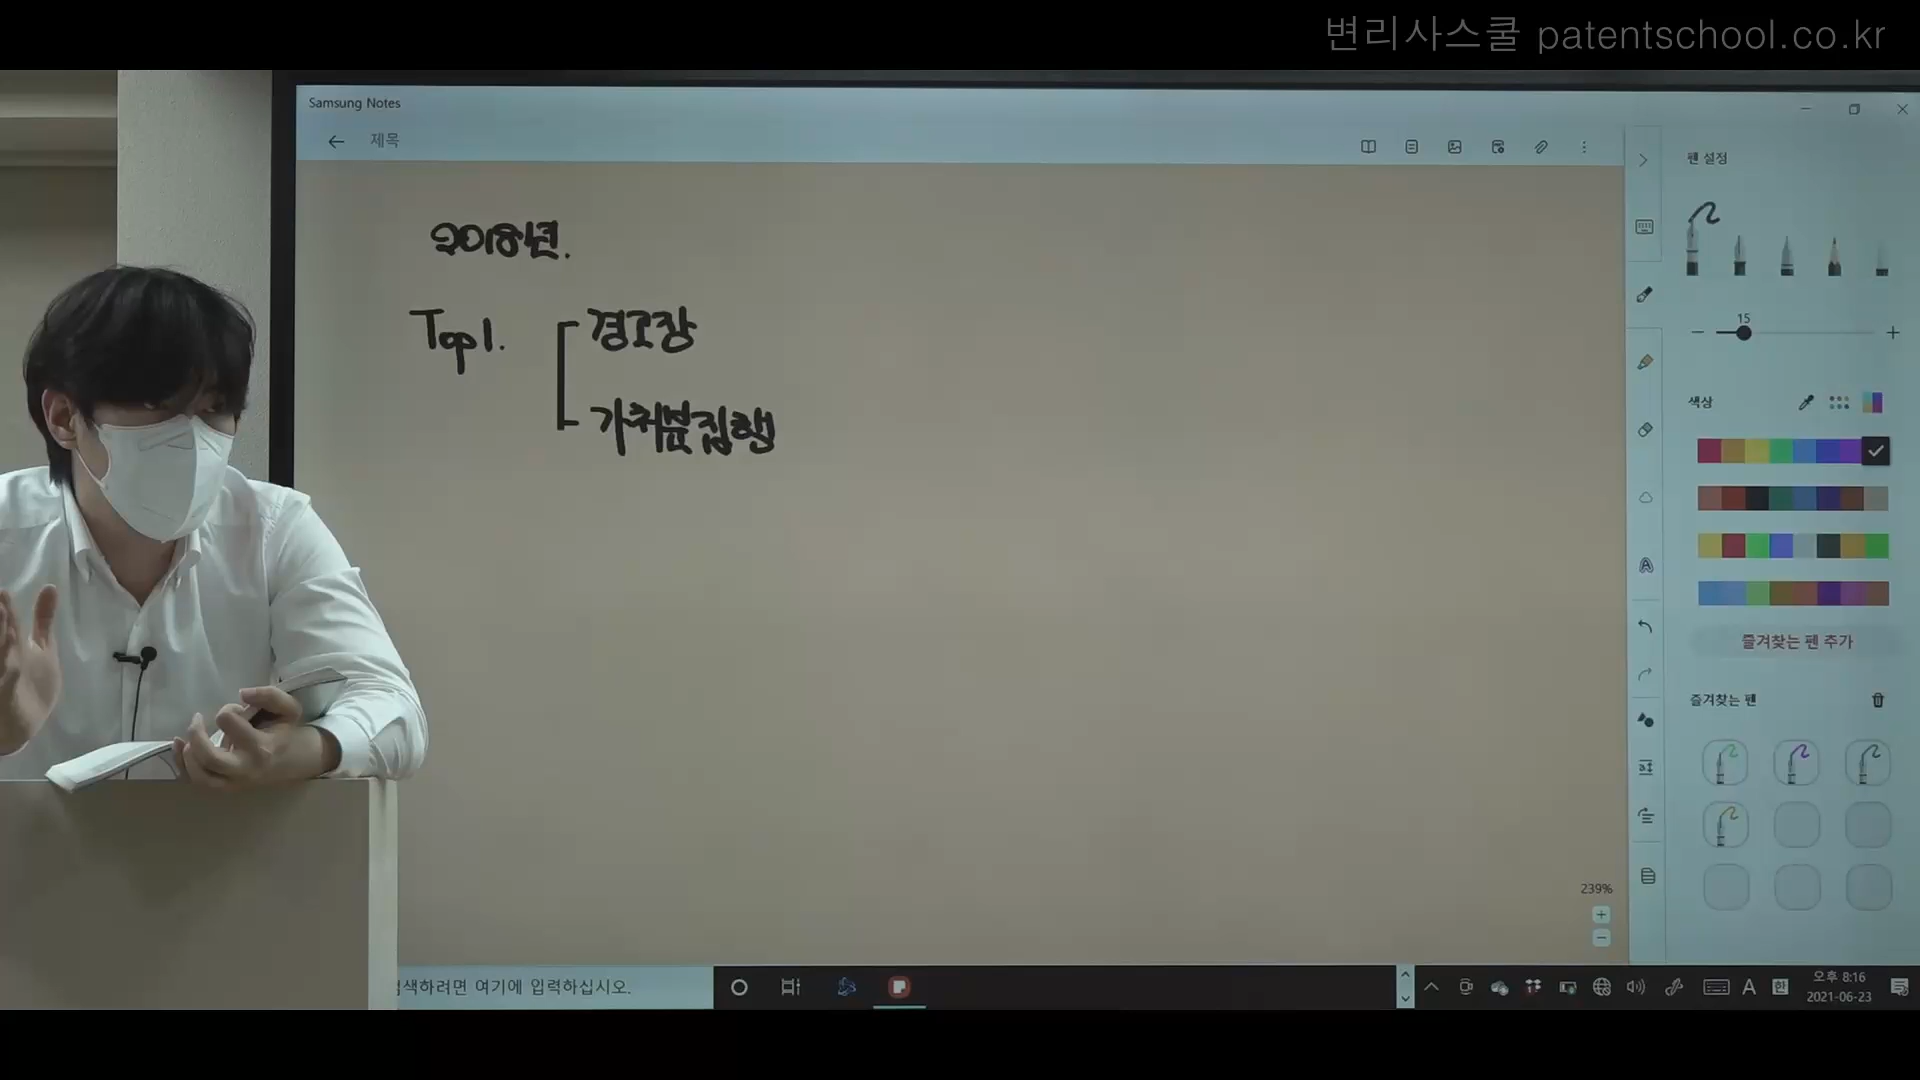 변리사스쿨 patentschool.co.kr
Samsung Notes
제목
펜 설정
2018년.
Top1.
경고장
가처분집행
15
색상
즐겨찾는 펜 추가
즐겨찾는 펜
239%
검색하려면 여기에 입력하십시오.
A 한
오후 8:16
2021-06-23